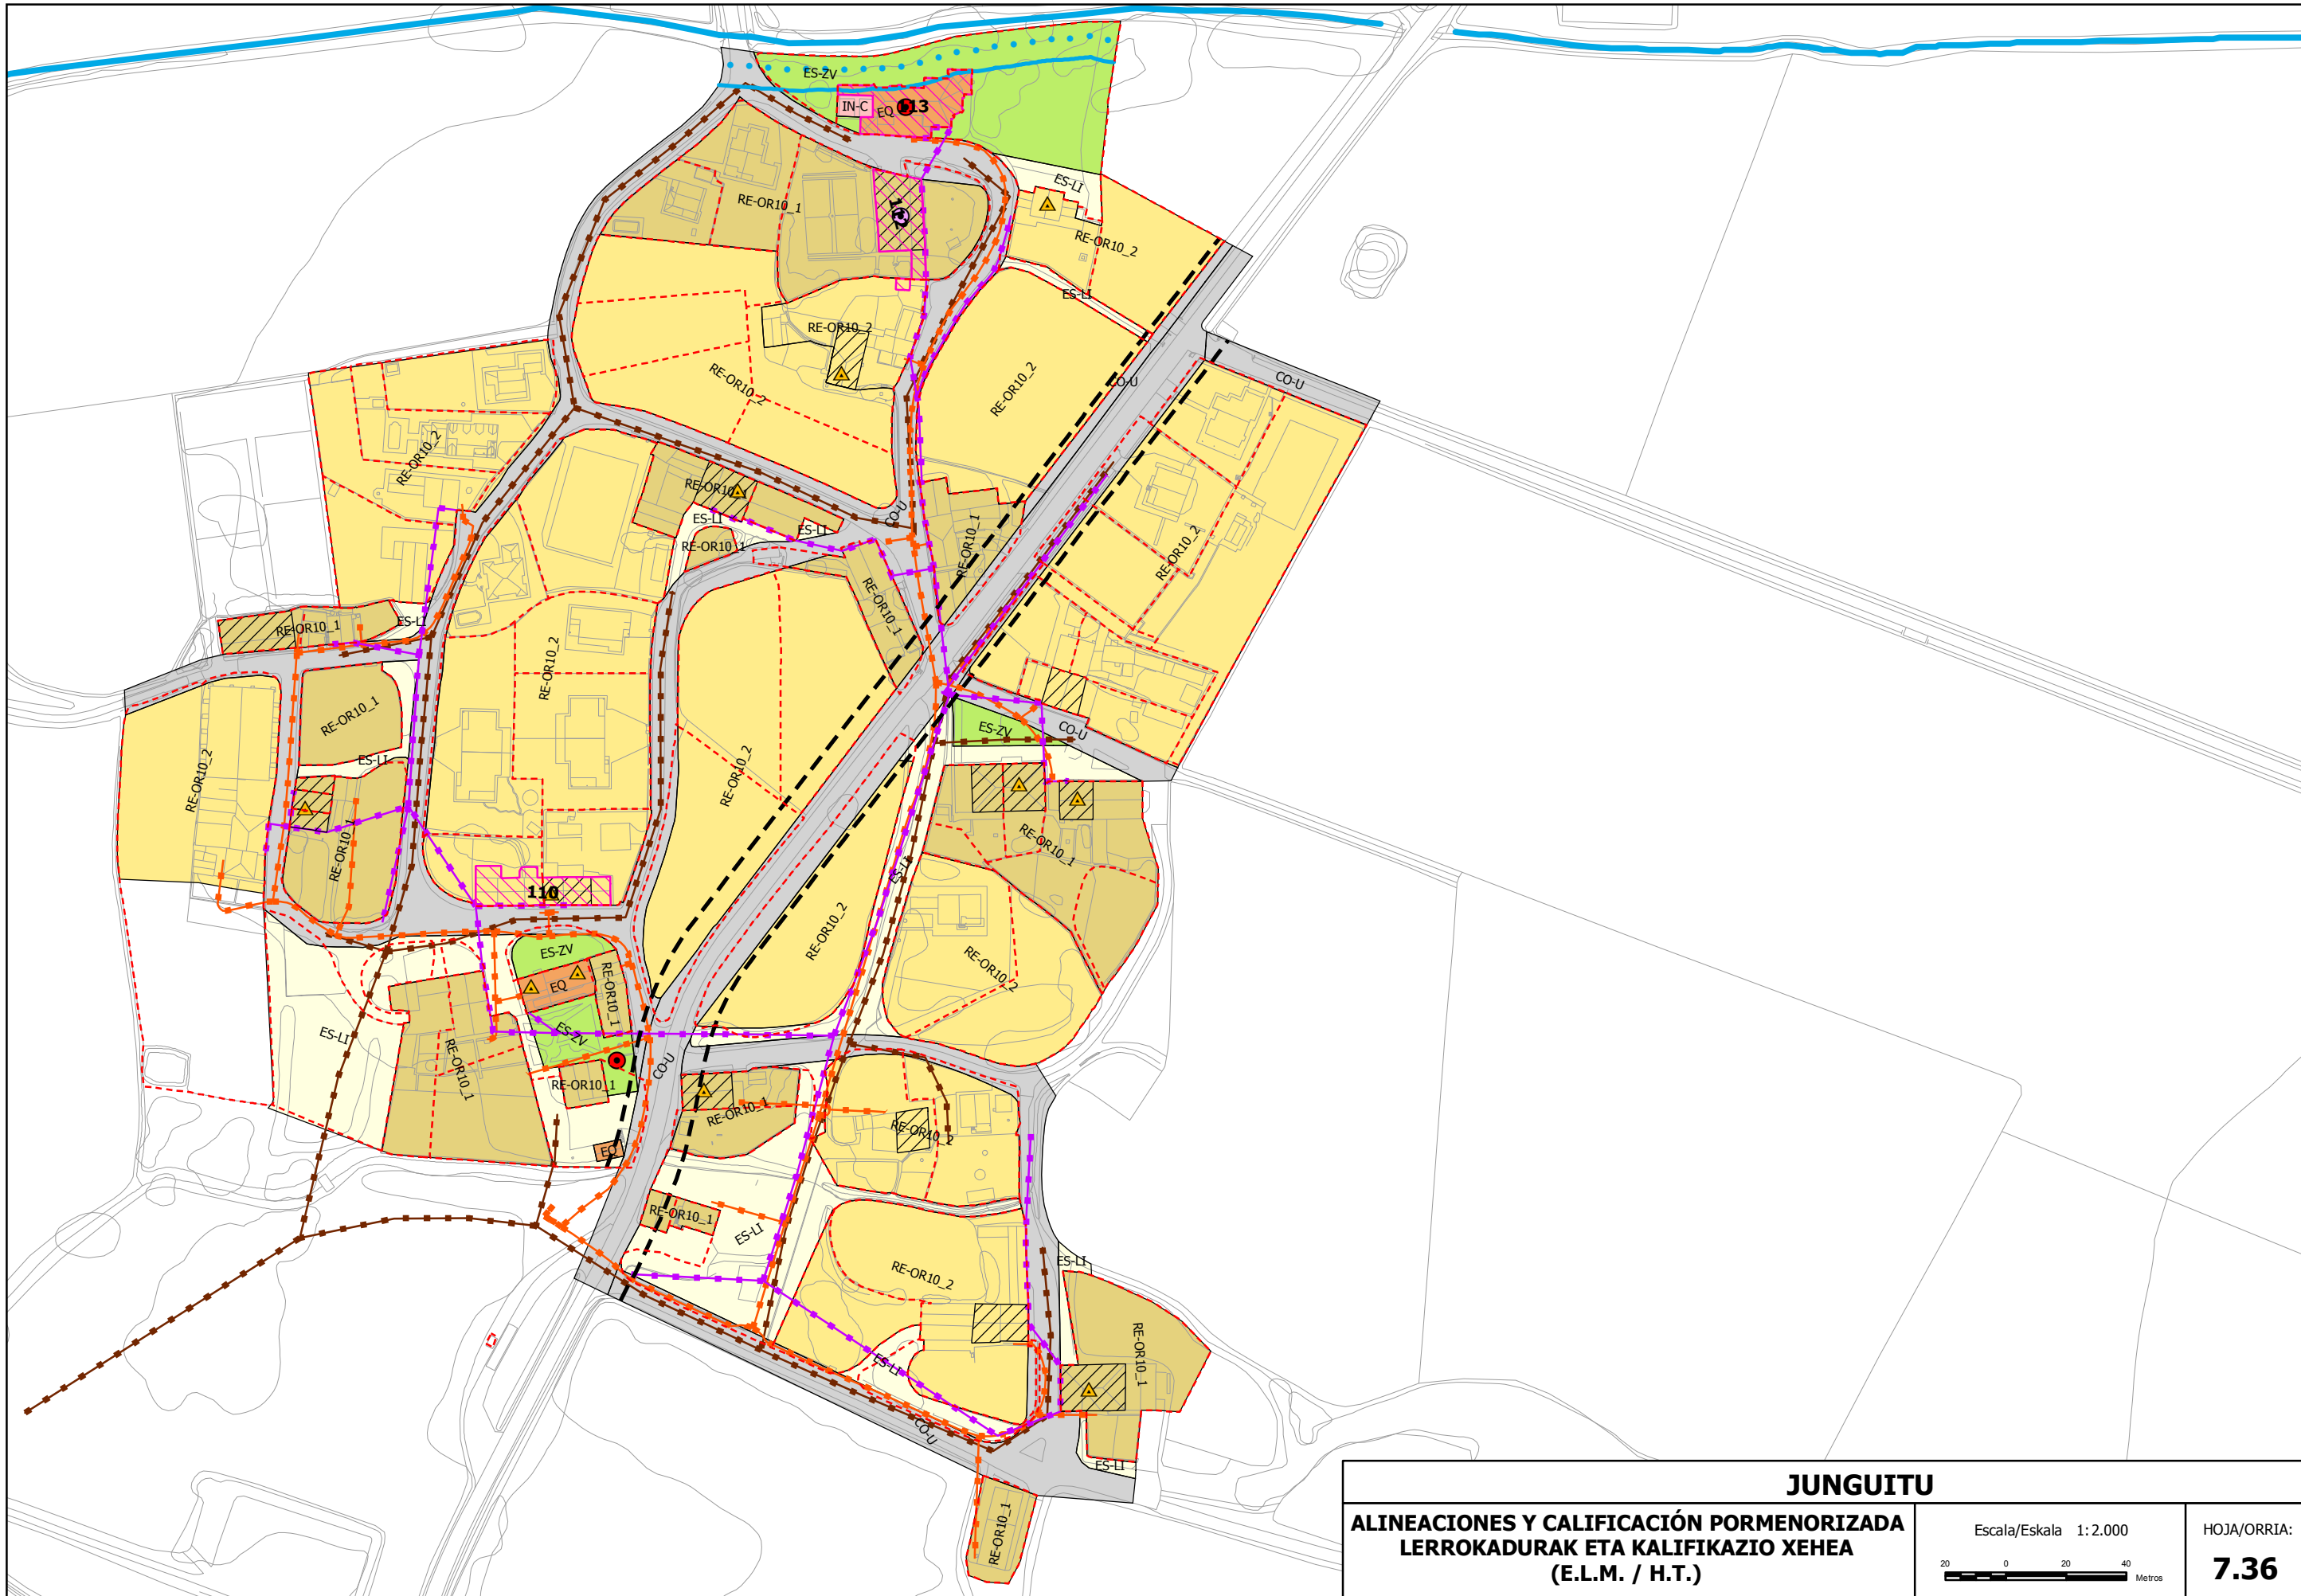 ES-ZV
IN-C
EQ
113
ES-LI
RE-OR10_1
112
RE-OR10_2
ES-LI
RE-OR10_2
RE-OR10_2
RE-OR10_2
CO-U
CO-U
RE-OR10_2
RE-OR10_1
ES-LI
ES-LI
CO-U
RE-OR10_1
RE-OR10_1
RE-OR10_2
RE-OR10_1
RE-OR10_1
ES-LI
RE-OR10_2
RE-OR10_1
ES-LI
RE-OR10_2
RE-OR10_2
ES-ZV
CO-U
RE-OR10_1
RE-OR10_1
ES-LI
110
RE-OR10_2
RE-OR10_2
ES-ZV
EQ
RE-OR10_1
ES-ZV
ES-LI
RE-OR10_1
RE-OR10_1
CO-U
RE-OR10_1
RE-OR10_2
EQ
RE-OR10_1
ES-LI
RE-OR10_2
ES-LI
RE-OR10_1
ES-LI
CO-U
ES-LI
RE-OR10_1
JUNGUITU
ALINEACIONES Y CALIFICACIÓN PORMENORIZADA
LERROKADURAK ETA KALIFIKAZIO XEHEA
(E.L.M. / H.T.)
Escala/Eskala 1:2.000
20 0 20 40
Metros
HOJA/ORRIA:
7.36